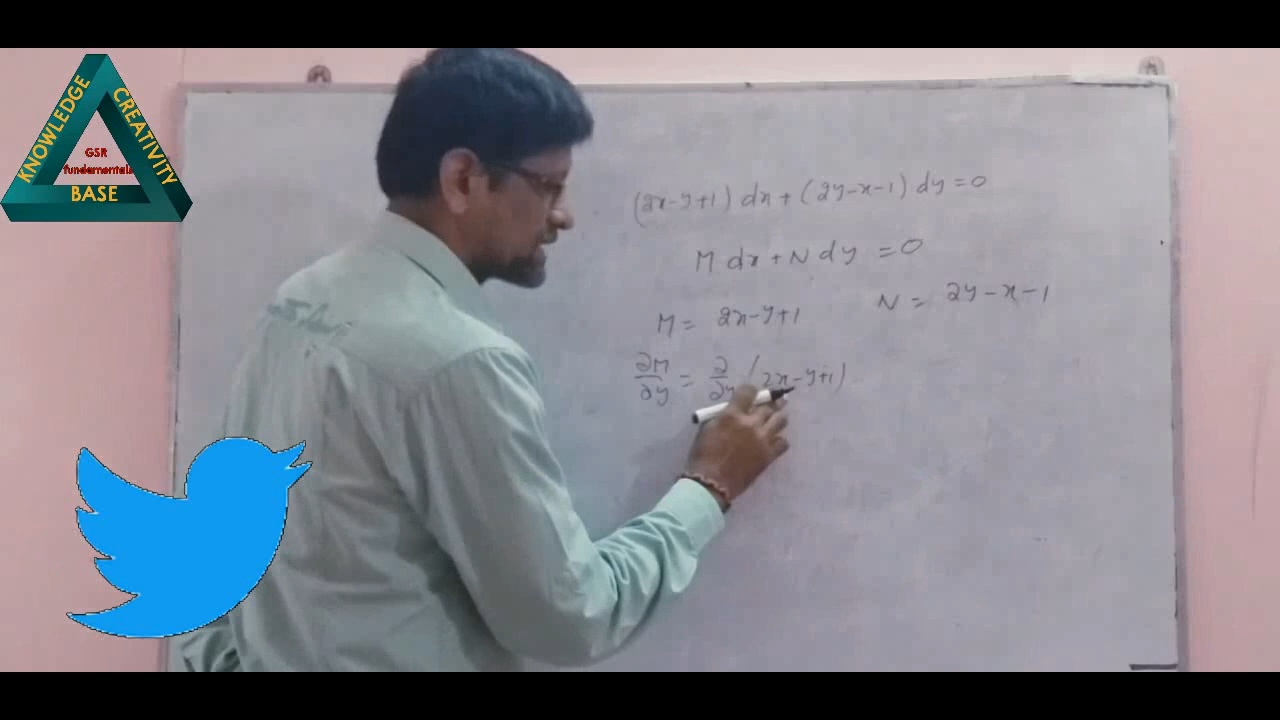 KNOWLEDGE
CREATIVITY
GSR
fundamentals
BASE
(2x-y+1) dx + (2y-x-1) dy = 0
M dx + N dy = 0
M = 2x-y+1 N = 2y-x-1
∂M/∂y = ∂/∂y (2x-y+1)